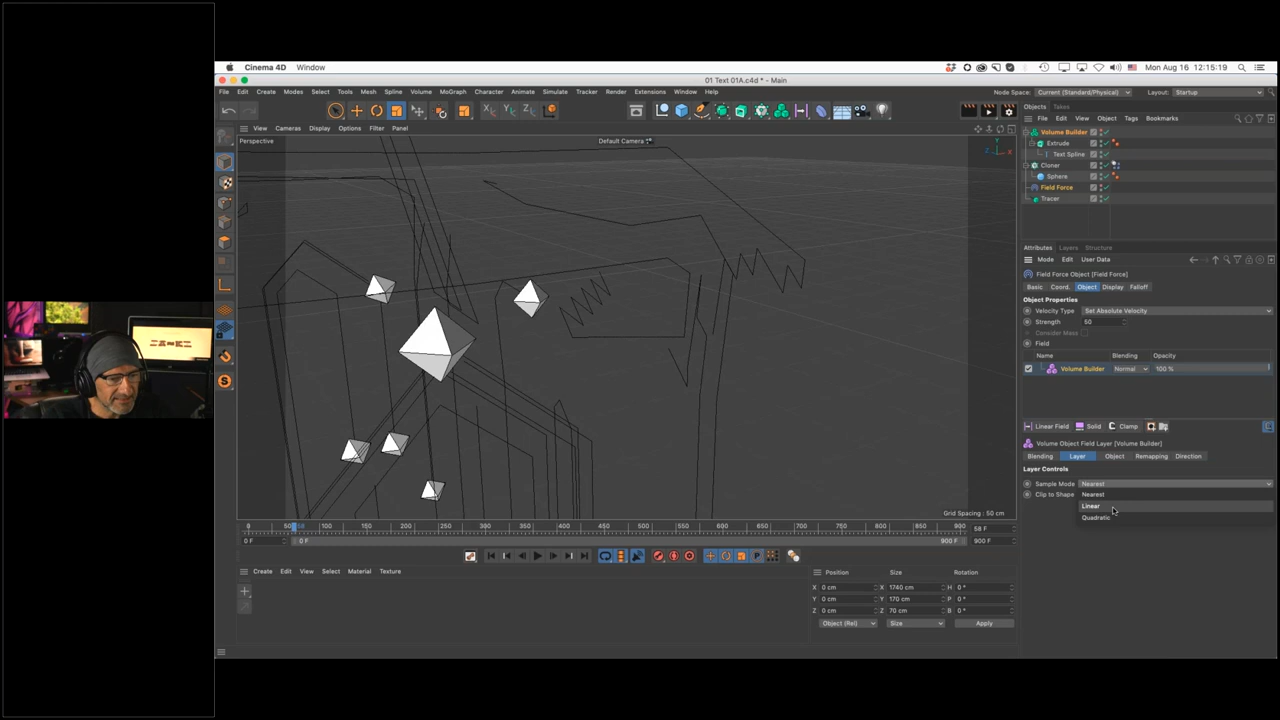 Cinema 4D Window
Mon Aug 16 12:15:19
01 Text 01A.c4d * - Main
File Edit Create Modes Select Tools Mesh Spline Volume MoGraph Character Animate Simulate Tracker Render Extensions Window Help
Node Space: Current (Standard/Physical) Layout: Startup
Objects Takes
File Edit View Object Tags Bookmarks
View Cameras Display Options Filter Panel
Perspective
Default Camera
Volume Builder
Extrude
Text Spline
Cloner
Sphere
Field Force
Tracer
Attributes Layers Structure
Mode Edit User Data
Field Force Object [Field Force]
Basic Coord. Object Display Falloff
Object Properties
Velocity Type Set Absolute Velocity
Strength 50
Consider Mass
Field
Name Blending Opacity
Volume Builder Normal 100 %
Linear Field Solid Clamp
Volume Object Field Layer [Volume Builder]
Blending Layer Object Remapping Direction
Layer Controls
Sample Mode Nearest
Clip to Shape Nearest
Linear
Quadratic
Grid Spacing : 50 cm
0 50 58 100 150 200 250 300 350 400 450 500 550 600 650 700 750 800 850 900 58 F
0 F 0 F 900 F 900 F
Create Edit View Select Material Texture
Position Size Rotation
X 0 cm X 1740 cm H 0 °
Y 0 cm Y 170 cm P 0 °
Z 0 cm Z 70 cm B 0 °
Object (Rel) Size Apply